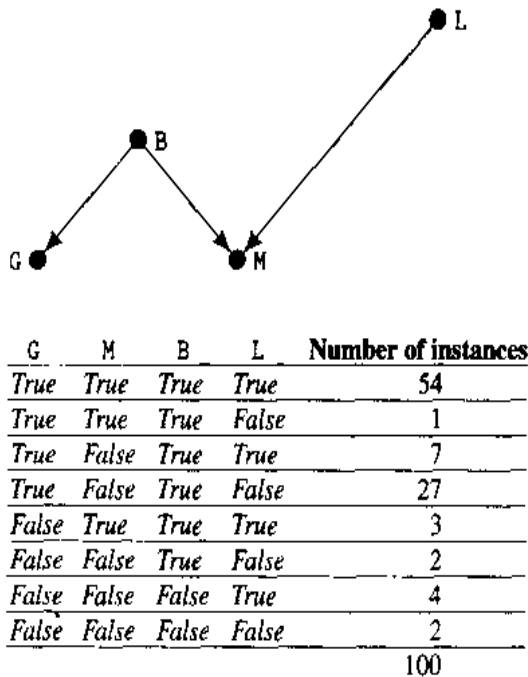 L
B
G M
G M B L Number of instances
True True True True 54
True True True False 1
True False True True 7
True False True False 27
False True True True 3
False False True False 2
False False False True 4
False False False False 2
100